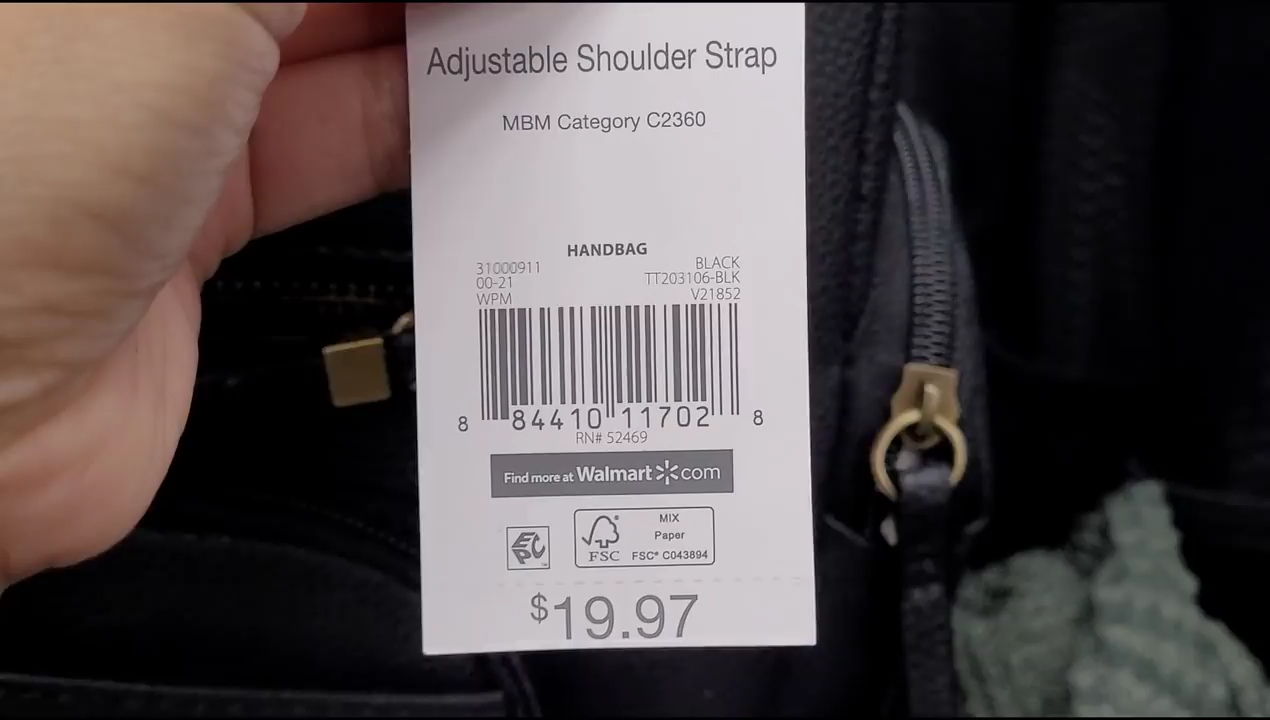 Adjustable Shoulder Strap
MBM Category C2360
HANDBAG
31000911
00-21
WPM
BLACK
TT203106-BLK
V21852
8 84410 11702 8
RN# 52469
Find more at Walmart com
EPC
FSC®
MIX
Paper
FSC® C043894
$19.97